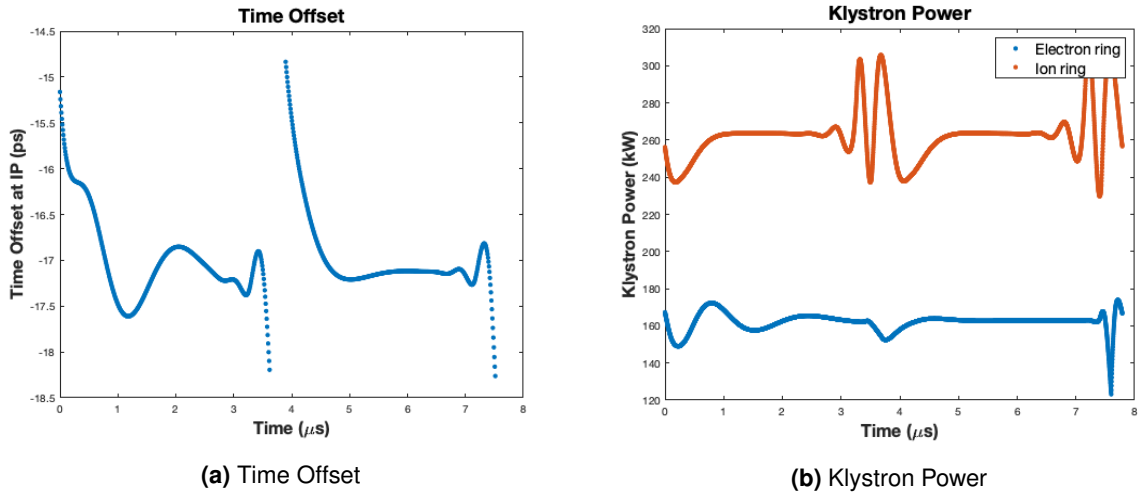 Time Offset
-14.5
-15
-15.5
-16
-16.5
-17
-17.5
-18
-18.5
Time Offset at IP (ps)
0 1 2 3 4 5 6 7 8
Time (μs)
(a) Time Offset
Klystron Power
320
300
280
260
240
220
200
180
160
140
120
Klystron Power (kW)
Electron ring
Ion ring
0 1 2 3 4 5 6 7 8
Time (μs)
(b) Klystron Power